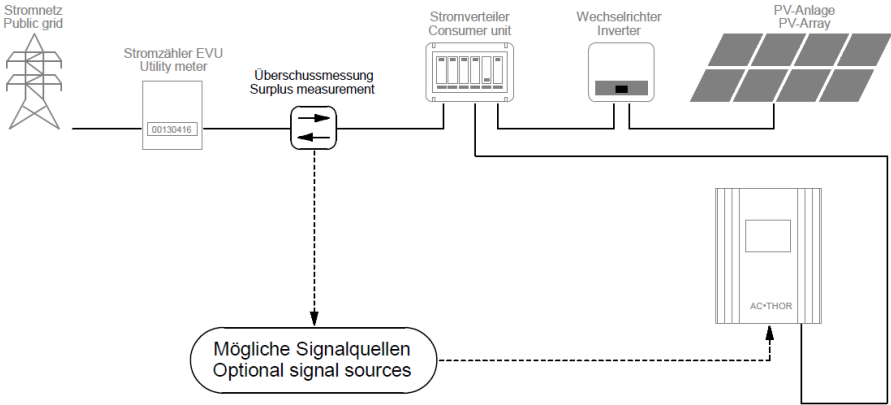 Stromnetz
Public grid
Stromzähler EVU
Utility meter
00130416
Überschussmessung
Surplus measurement
Stromverteiler
Consumer unit
Wechselrichter
Inverter
PV-Anlage
PV-Array
AC•THOR
Mögliche Signalquellen
Optional signal sources